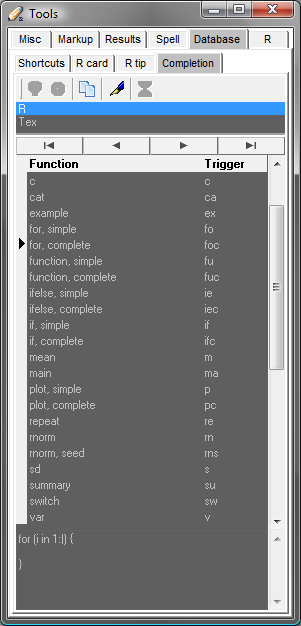 Tools
Misc Markup Results Spell Database R
Shortcuts R card R tip Completion
R
Tex
Function Trigger
c c
cat ca
example ex
for, simple fo
for, complete foc
function, simple fu
function, complete fuc
ifelse, simple ie
ifelse, complete iec
if, simple if
if, complete ifc
mean m
main ma
plot, simple p
plot, complete pc
repeat re
rnorm rn
rnorm, seed rns
sd s
summary su
switch sw
var v
for (i in 1:|) {
}